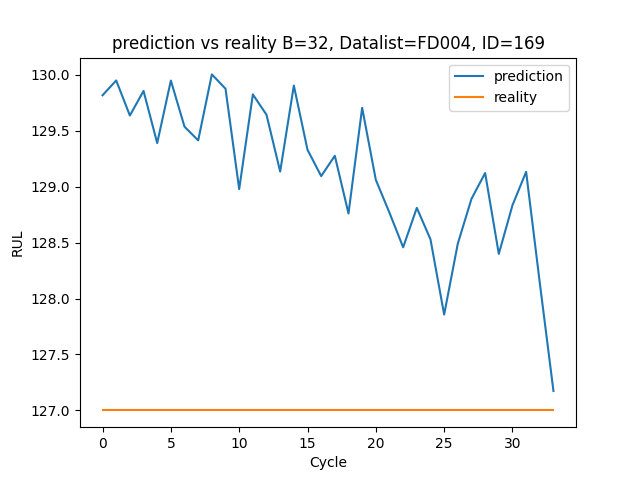 prediction vs reality B=32, Datalist=FD004, ID=169
prediction
reality
130.0
129.5
129.0
128.5
128.0
127.5
127.0
RUL
0 5 10 15 20 25 30
Cycle